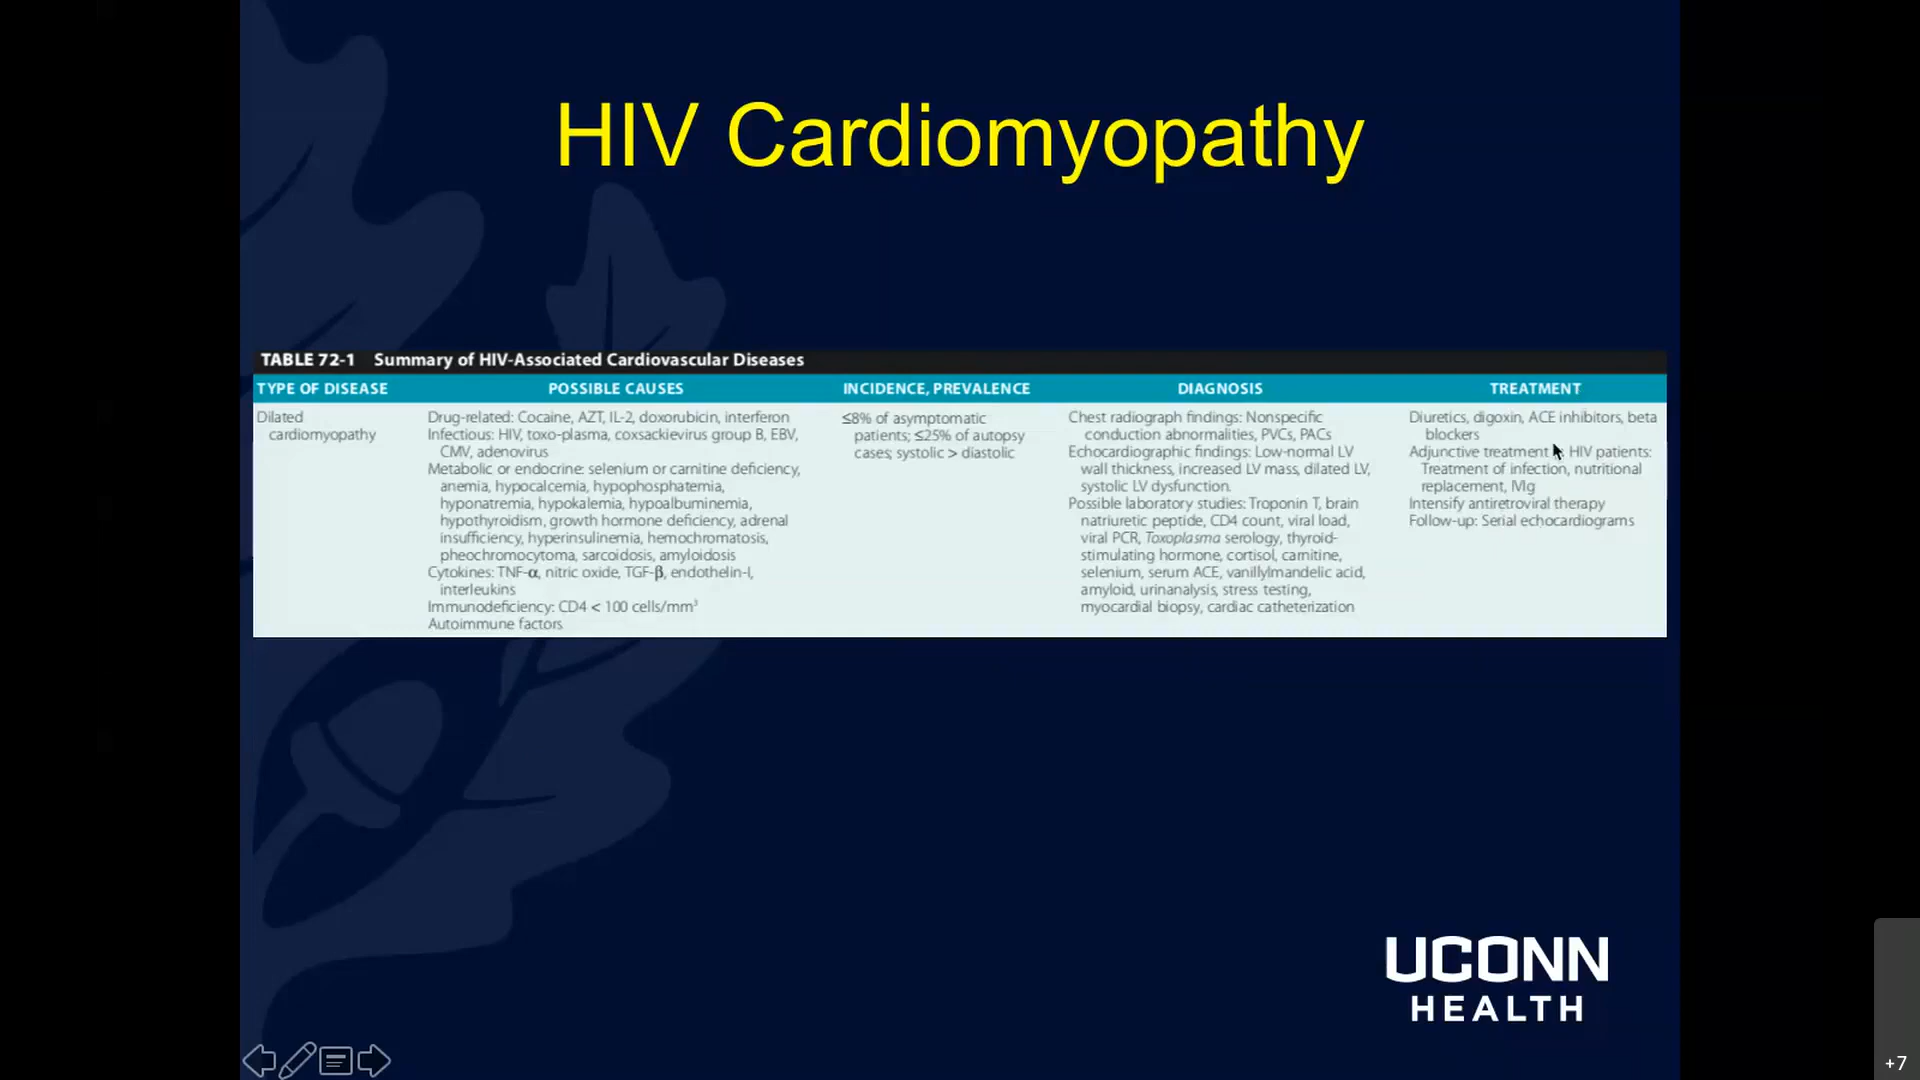 HIV Cardiomyopathy
TABLE 72-1 Summary of HIV-Associated Cardiovascular Diseases
TYPE OF DISEASE
POSSIBLE CAUSES
INCIDENCE, PREVALENCE
DIAGNOSIS
TREATMENT
Dilated
cardiomyopathy
Drug-related: Cocaine, AZT, IL-2, doxorubicin, interferon
Infectious: HIV, toxo-plasma, coxsackievirus group B, EBV,
CMV, adenovirus
Metabolic or endocrine: selenium or carnitine deficiency,
anemia, hypocalcemia, hypophosphatemia,
hyponatremia, hypokalemia, hypoalbuminemia,
hypothyroidism, growth hormone deficiency, adrenal
insufficiency, hyperinsulinemia, hemochromatosis,
pheochromocytoma, sarcoidosis, amyloidosis
Cytokines: TNF-α, nitric oxide, TGF-β, endothelin-I,
interleukins
Immunodeficiency: CD4 < 100 cells/mm³
Autoimmune factors
≤8% of asymptomatic
patients; ≤25% of autopsy
cases; systolic > diastolic
Chest radiograph findings: Nonspecific
conduction abnormalities, PVCs, PACs
Echocardiographic findings: Low-normal LV
wall thickness, increased LV mass, dilated LV,
systolic LV dysfunction.
Possible laboratory studies: Troponin T, brain
natriuretic peptide, CD4 count, viral load,
viral PCR, Toxoplasma serology, thyroid-
stimulating hormone, cortisol, carnitine,
selenium, serum ACE, vanillylmandelic acid,
amyloid, urinanalysis, stress testing,
myocardial biopsy, cardiac catheterization
Diuretics, digoxin, ACE inhibitors, beta
blockers
Adjunctive treatment HIV patients:
Treatment of infection, nutritional
replacement, IVIg
Intensify antiretroviral therapy
Follow-up: Serial echocardiograms
UCONN
HEALTH
+7